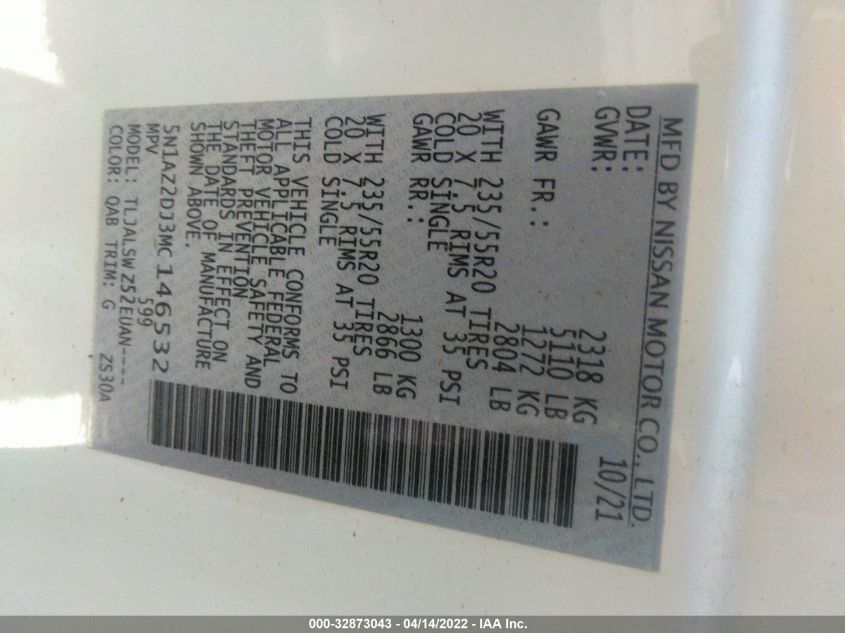 MFD BY NISSAN MOTOR CO., LTD.
DATE: 10/21
GVWR: 2318 KG
5110 LB
GAWR FR.: 1272 KG
2804 LB
WITH 235/55R20 TIRES
20 X 7.5 RIMS AT 35 PSI
COLD SINGLE
GAWR RR.: 1300 KG
2866 LB
WITH 235/55R20 TIRES
20 X 7.5 RIMS AT 35 PSI
COLD SINGLE
THIS VEHICLE CONFORMS TO
ALL APPLICABLE FEDERAL
MOTOR VEHICLE SAFETY AND
THEFT PREVENTION
STANDARDS IN EFFECT ON
THE DATE OF MANUFACTURE
SHOWN ABOVE.
5N1AZ2DJ3MC146532
MPV 599
MODEL: TLJALSWZS2EUAN----
COLOR: QAB TRIM: G ZS30A
000-32873043 - 04/14/2022 - IAA Inc.